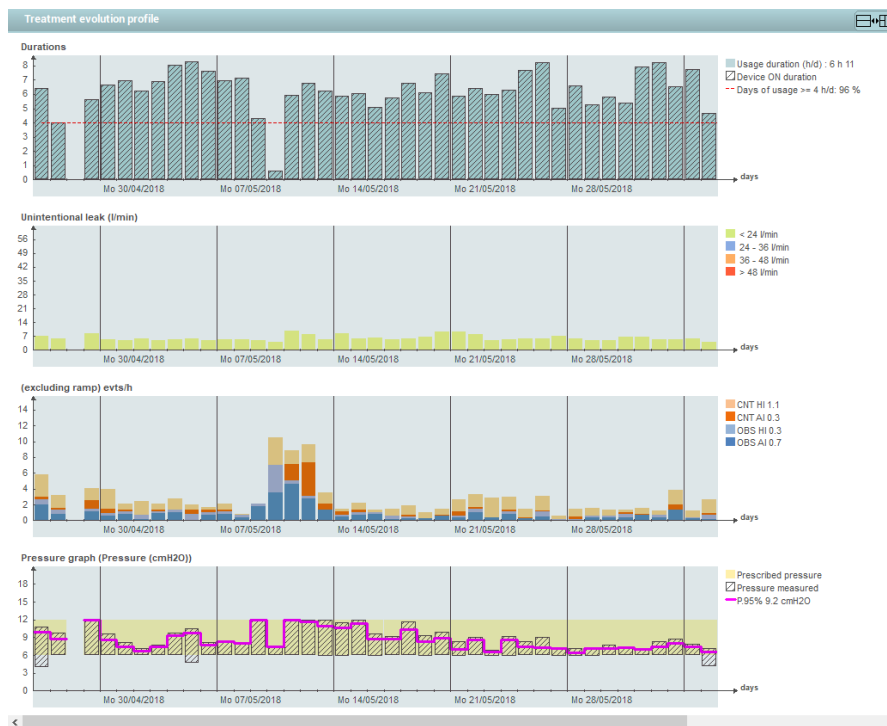 Treatment evolution profile
Durations
8
7
6
5
4
3
2
1
0
Mo 30/04/2018 Mo 07/05/2018 Mo 14/05/2018 Mo 21/05/2018 Mo 28/05/2018
days
Usage duration (h/d) : 6 h 11
Device ON duration
Days of usage >= 4 h/d: 96 %
Unintentional leak (l/min)
56
49
42
35
28
21
14
7
0
Mo 30/04/2018 Mo 07/05/2018 Mo 14/05/2018 Mo 21/05/2018 Mo 28/05/2018
days
< 24 l/min
24 - 36 l/min
36 - 48 l/min
> 48 l/min
(excluding ramp) evts/h
14
12
10
8
6
4
2
0
Mo 30/04/2018 Mo 07/05/2018 Mo 14/05/2018 Mo 21/05/2018 Mo 28/05/2018
days
CNT HI 1.1
CNT AI 0.3
OBS HI 0.3
OBS AI 0.7
Pressure graph (Pressure (cmH2O))
18
15
12
9
6
3
0
Mo 30/04/2018 Mo 07/05/2018 Mo 14/05/2018 Mo 21/05/2018 Mo 28/05/2018
days
Prescribed pressure
Pressure measured
P.95% 9.2 cmH2O